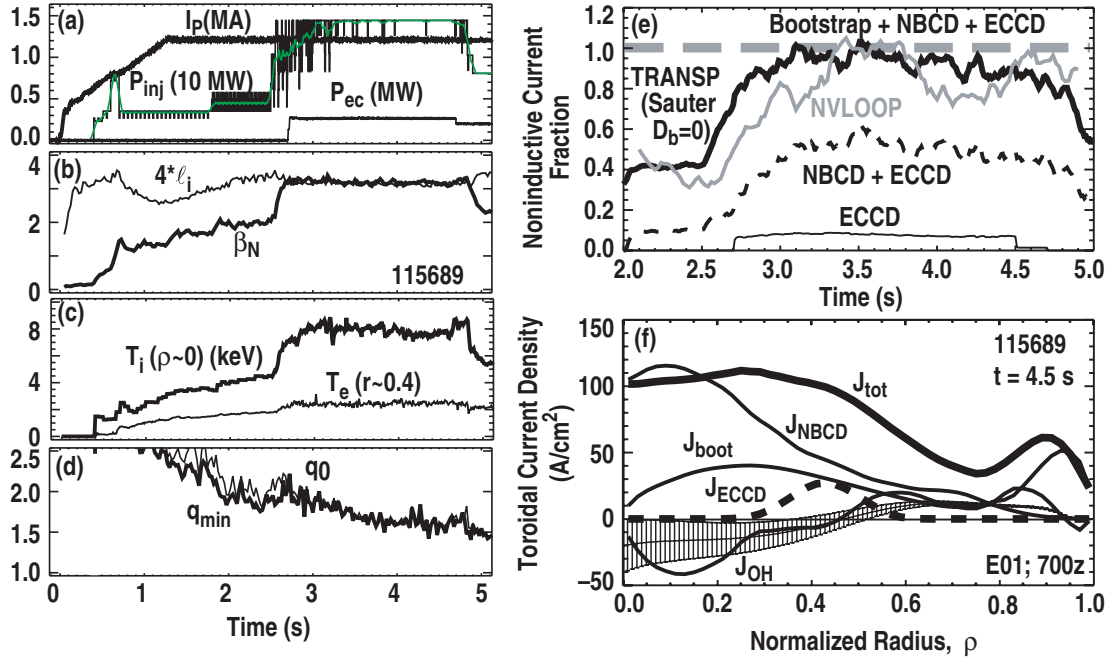 (a)
I_P(MA)
P_inj (10 MW)
P_ec (MW)
1.5
1.0
0.5
0.0
(b)
4*ℓ_i
β_N
115689
4
2
0
(c)
T_i (ρ~0) (keV)
T_e (r~0.4)
8
4
0
(d)
q_0
q_min
2.5
2.0
1.5
1.0
0 1 2 3 4 5
Time (s)
(e)
Bootstrap + NBCD + ECCD
TRANSP
(Sauter
D_b=0)
NVLOOP
NBCD + ECCD
ECCD
Noninductive Current
Fraction
1.2
1.0
0.8
0.6
0.4
0.2
0.0
2.0 2.5 3.0 3.5 4.0 4.5 5.0
Time (s)
(f)
115689
t = 4.5 s
J_tot
J_NBCD
J_boot
J_ECCD
J_OH
E01; 700z
Toroidal Current Density
(A/cm²)
150
100
50
0
–50
0.0 0.2 0.4 0.6 0.8 1.0
Normalized Radius, ρ